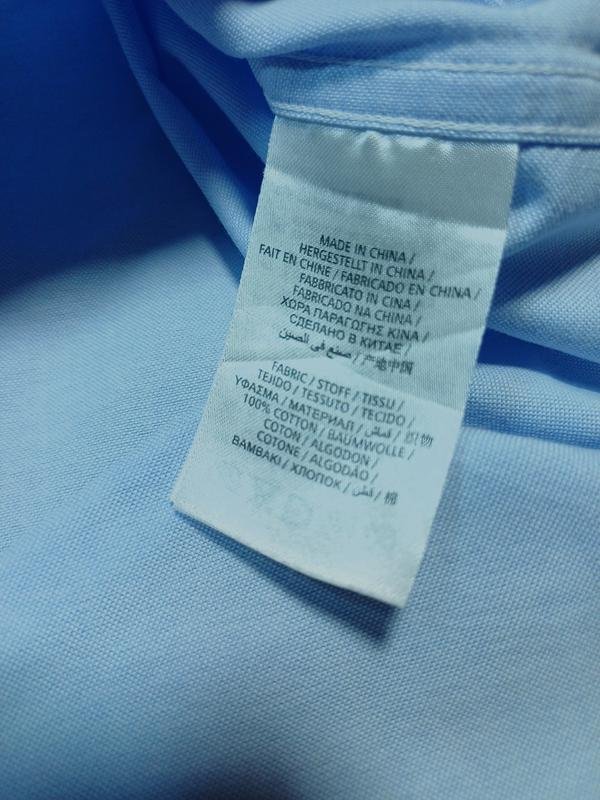 MADE IN CHINA /
HERGESTELLT IN CHINA /
FAIT EN CHINE / FABRICADO EN CHINA /
FABBRICATO IN CINA /
FABRICADO NA CHINA /
ΧΩΡΑ ΠΑΡΑΓΩΓΗΣ ΚΙΝΑ /
СДЕЛАНО В КИТАЕ /
صنع في الصين / 产地中国
FABRIC / STOFF / TISSU /
TEJIDO / TESSUTO / TECIDO /
ΥΦΑΣΜΑ / МАТЕРИАЛ / قماش / 织物
100% COTTON / BAUMWOLLE /
COTON / ALGODON /
COTONE / ALGODÃO /
ΒΑΜΒΑΚΙ / ХЛОПОК / قطن / 棉